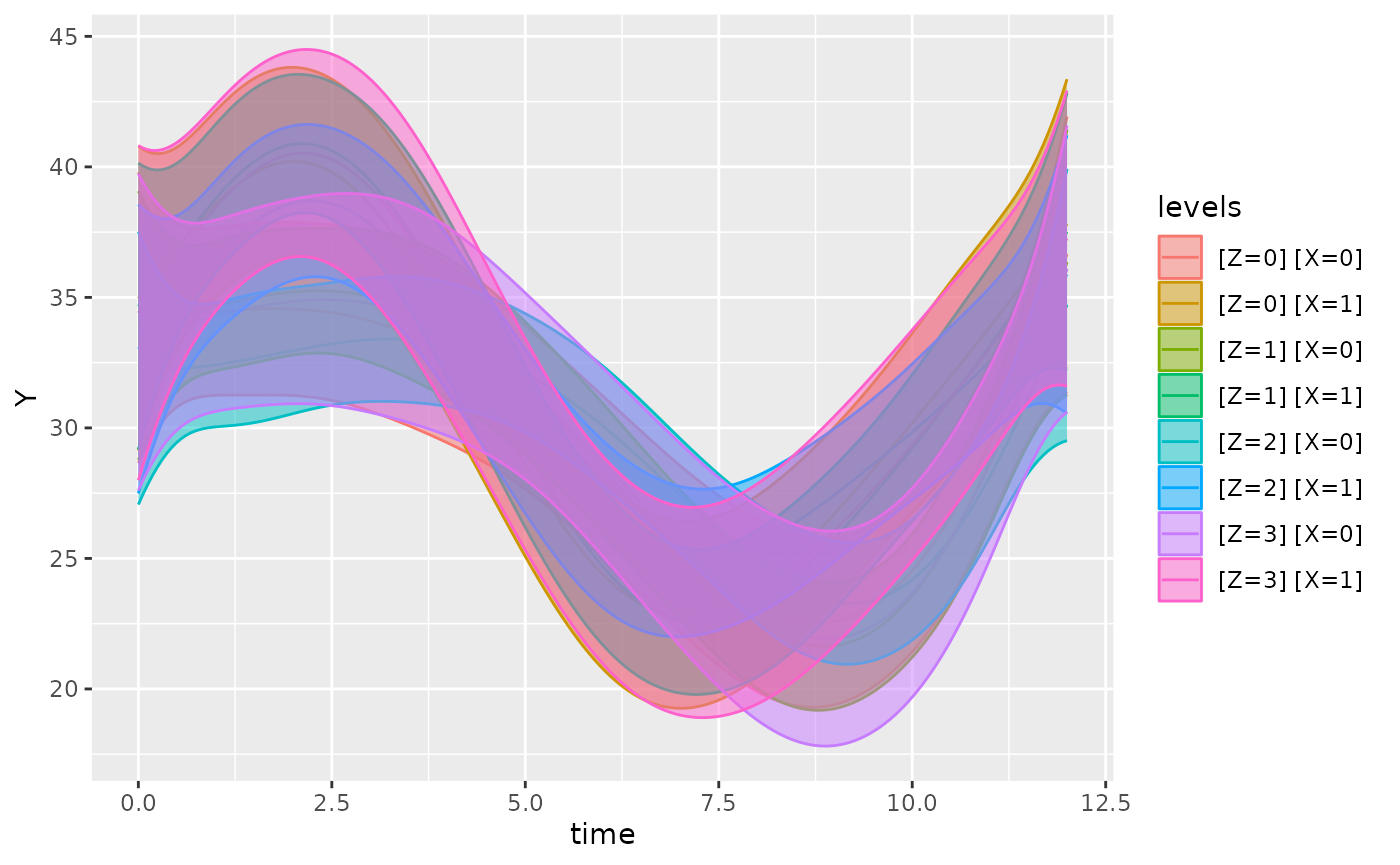 45
40
35
30
25
20
Y
0.0 2.5 5.0 7.5 10.0 12.5
time
levels
[Z=0] [X=0]
[Z=0] [X=1]
[Z=1] [X=0]
[Z=1] [X=1]
[Z=2] [X=0]
[Z=2] [X=1]
[Z=3] [X=0]
[Z=3] [X=1]